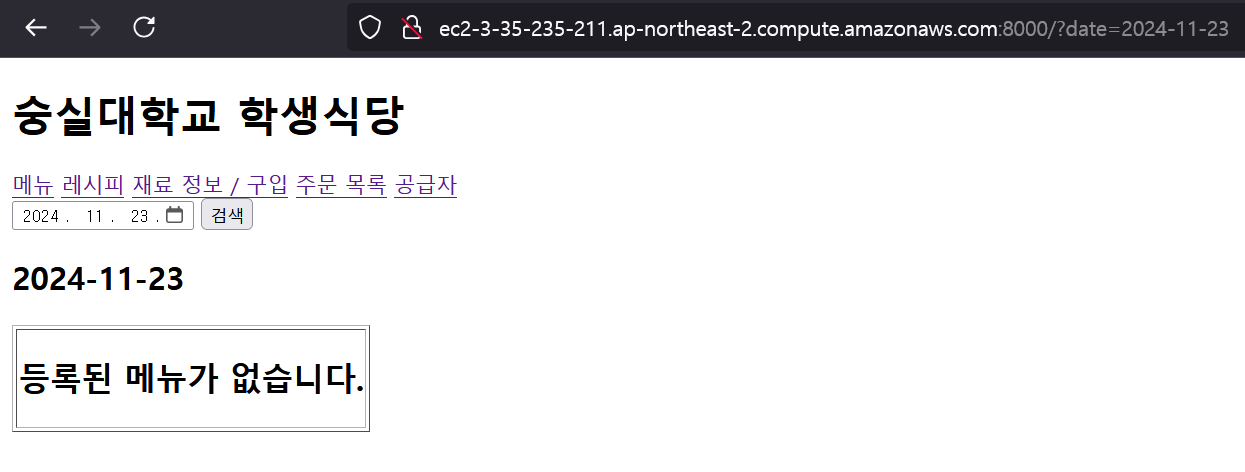 ec2-3-35-235-211.ap-northeast-2.compute.amazonaws.com:8000/?date=2024-11-23
숭실대학교 학생식당
메뉴 레시피 재료 정보 / 구입 주문 목록 공급자
2024. 11. 23. 검색
2024-11-23
등록된 메뉴가 없습니다.